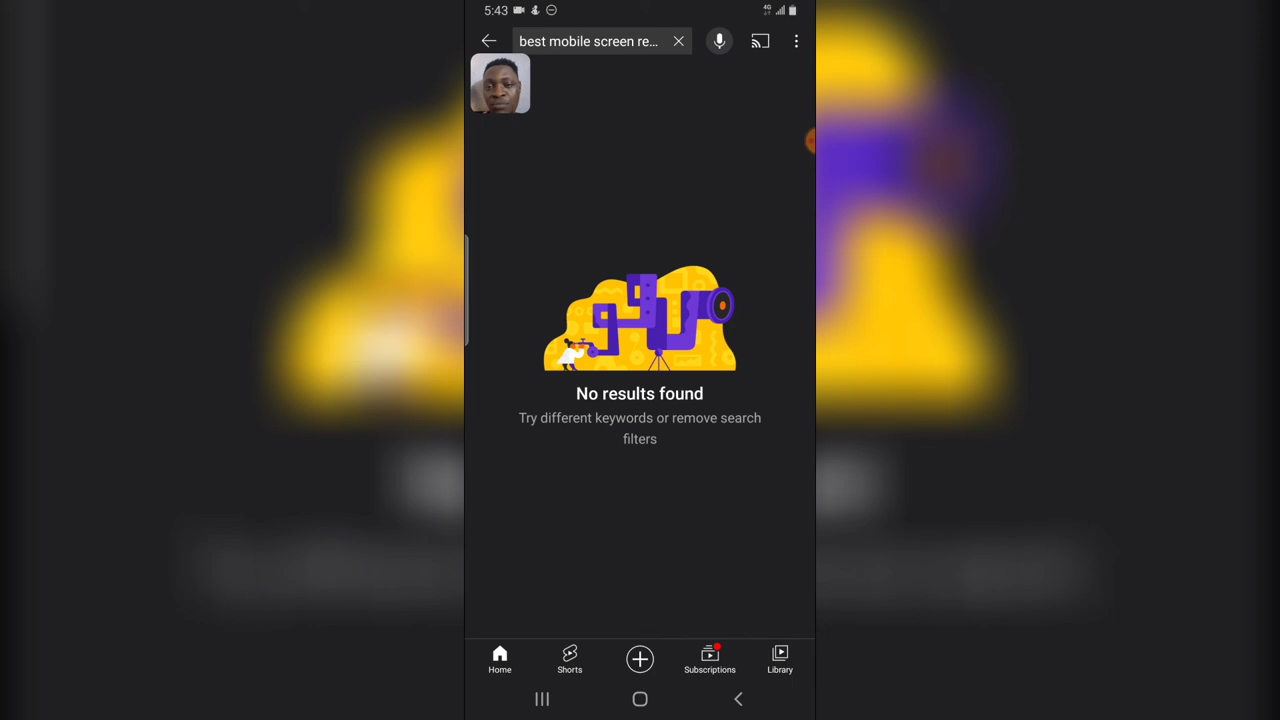 5:43
4G
best mobile screen re...
No results found
Try different keywords or remove search
filters
Home
Shorts
Subscriptions
Library